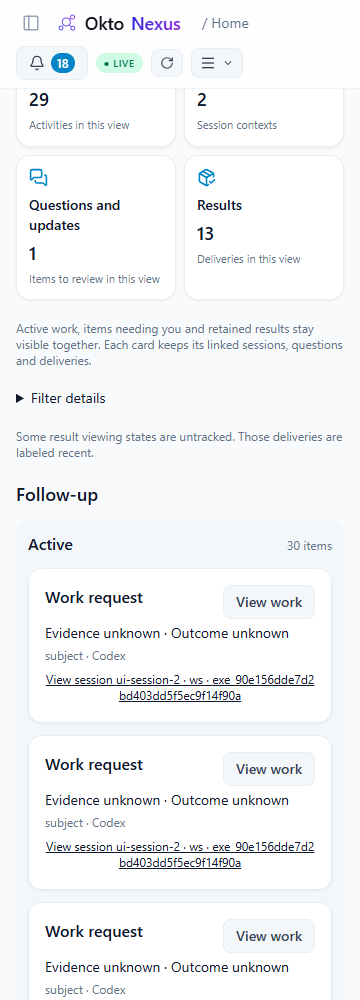 Okto Nexus / Home
18 LIVE
29
Activities in this view
2
Session contexts
Questions and
updates
1
Items to review in this view
Results
13
Deliveries in this view
Active work, items needing you and retained results stay
visible together. Each card keeps its linked sessions, questions
and deliveries.
Filter details
Some result viewing states are untracked. Those deliveries are
labeled recent.
Follow-up
Active 30 items
Work request View work
Evidence unknown · Outcome unknown
subject · Codex
View session ui-session-2 · ws · exe_90e156dde7d2
bd403dd5f5ec9f14f90a
Work request View work
Evidence unknown · Outcome unknown
subject · Codex
View session ui-session-2 · ws · exe_90e156dde7d2
bd403dd5f5ec9f14f90a
Work request View work
Evidence unknown · Outcome unknown
subject · Codex